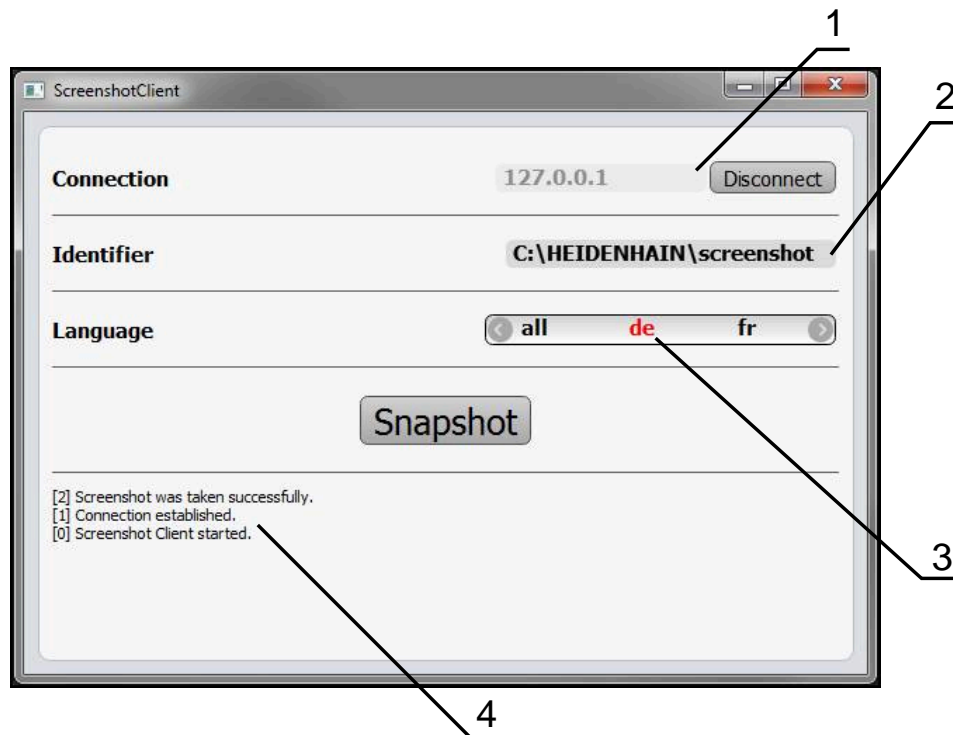 1
ScreenshotClient
2
Connection 127.0.0.1 Disconnect
Identifier C:\HEIDENHAIN\screenshot
Language all de fr
Snapshot
[2] Screenshot was taken successfully.
[1] Connection established.
[0] Screenshot Client started.
3
4